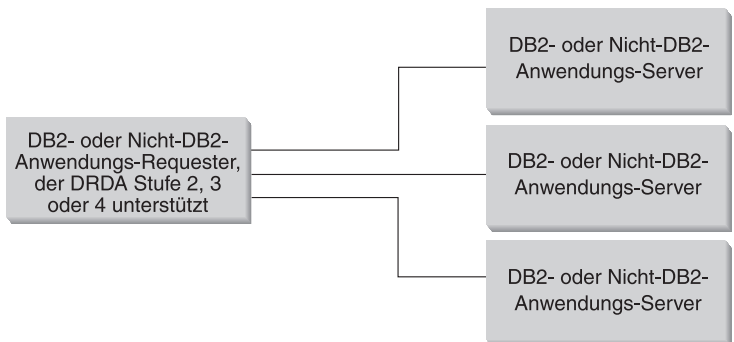 DB2- oder Nicht-DB2-
Anwendungs-Requester,
der DRDA Stufe 2, 3
oder 4 unterstützt
DB2- oder Nicht-DB2-
Anwendungs-Server
DB2- oder Nicht-DB2-
Anwendungs-Server
DB2- oder Nicht-DB2-
Anwendungs-Server